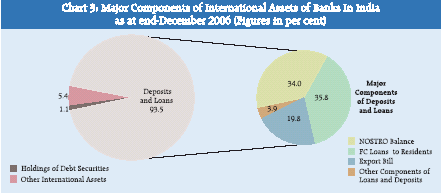 Chart 3: Major Components of International Assets of Banks in India
as at end-December 2006 (Figures in per cent)
5.4
1.1
Deposits
and Loans
93.5
34.0
35.8
3.9
19.8
Major
Components
of Deposits
and Loans
Holdings of Debt Securities
Other International Assets
NOSTRO Balance
FC Loans to Residents
Export Bill
Other Components of
Loans and Deposits